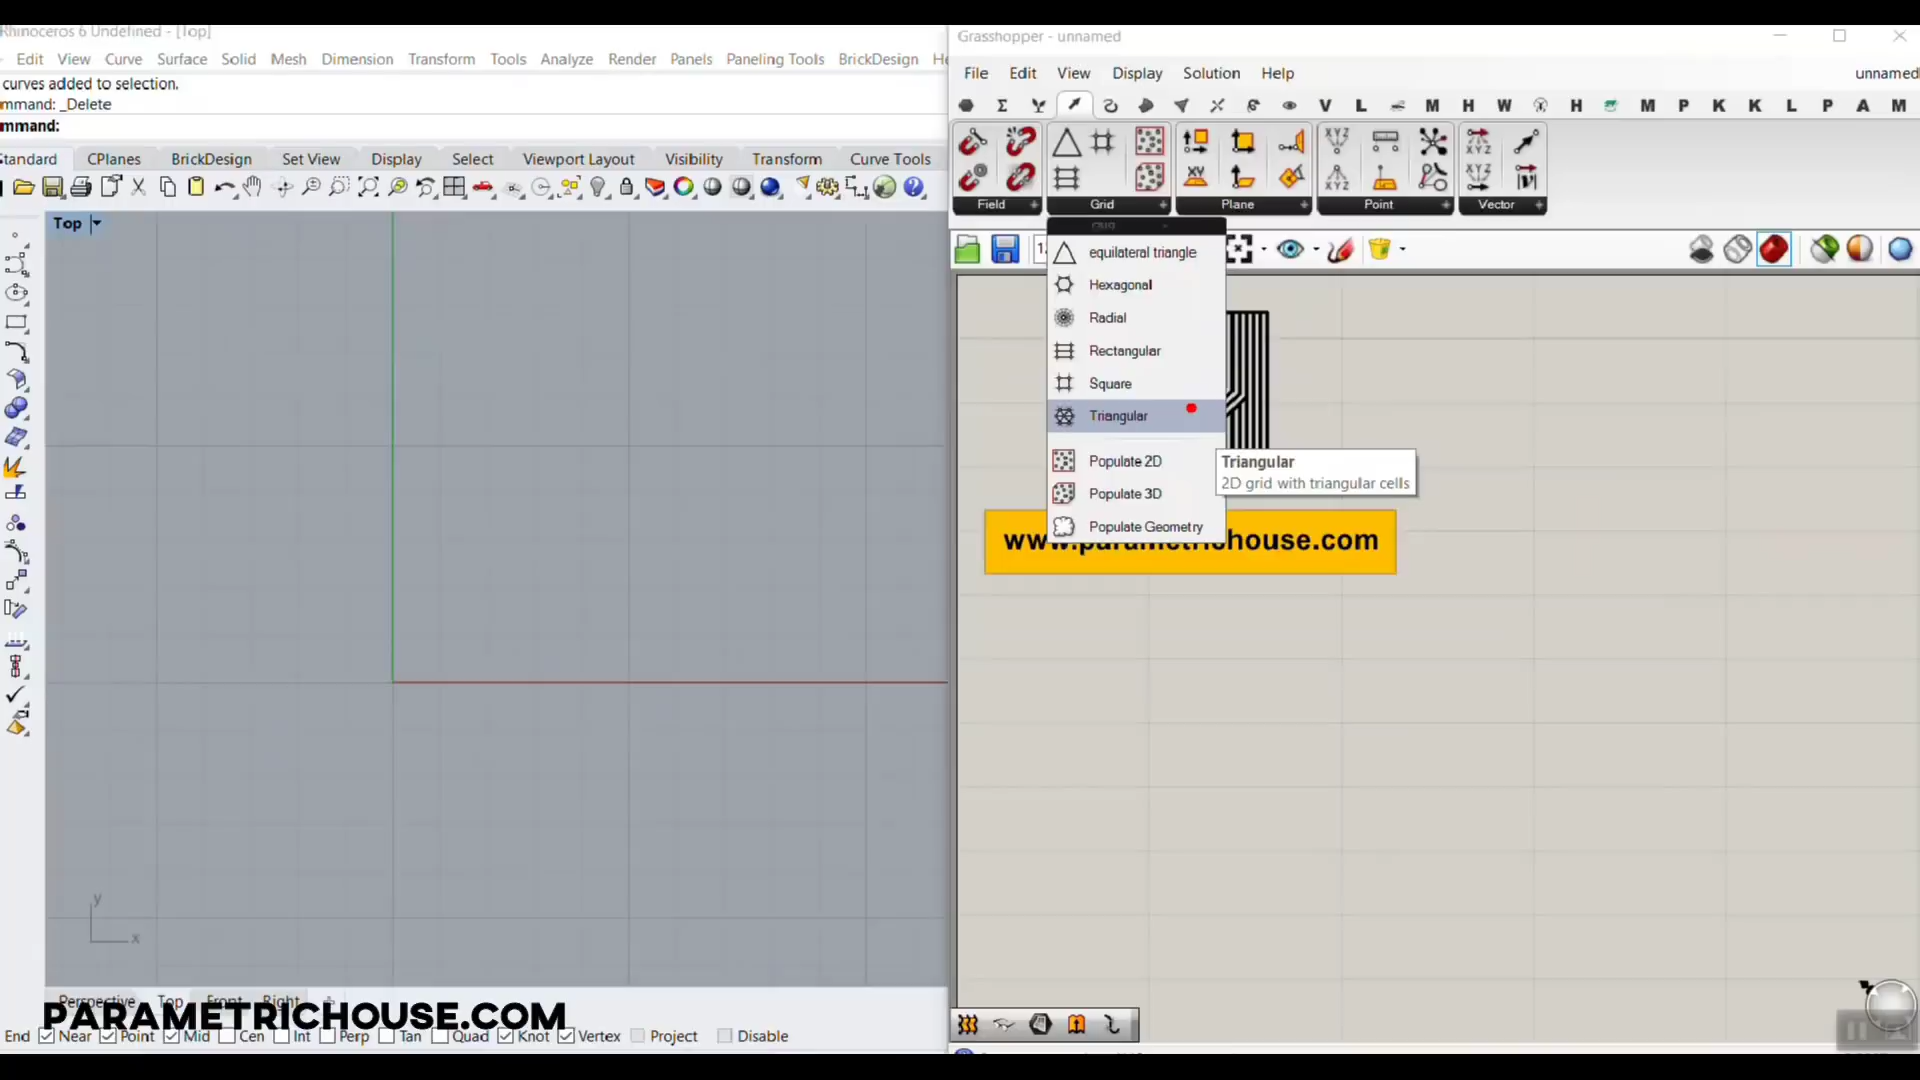 Rhinoceros 6 Undefined - [Top]
Edit View Curve Surface Solid Mesh Dimension Transform Tools Analyze Render Panels Paneling Tools BrickDesign He
curves added to selection.
mmand: _Delete
mmand:
tandard CPlanes BrickDesign Set View Display Select Viewport Layout Visibility Transform Curve Tools
Top
y
x
Perspective Top Front Right
PARAMETRICHOUSE.COM
End Near Point Mid Cen Int Perp Tan Quad Knot Vertex Project Disable
Grasshopper - unnamed
File Edit View Display Solution Help unnamed
V L M H W H M P K K L P A M
Field Grid Plane Point Vector
Grid
equilateral triangle
Hexagonal
Radial
Rectangular
Square
Triangular
Populate 2D
Populate 3D
Populate Geometry
Triangular
2D grid with triangular cells
www.parametrichouse.com